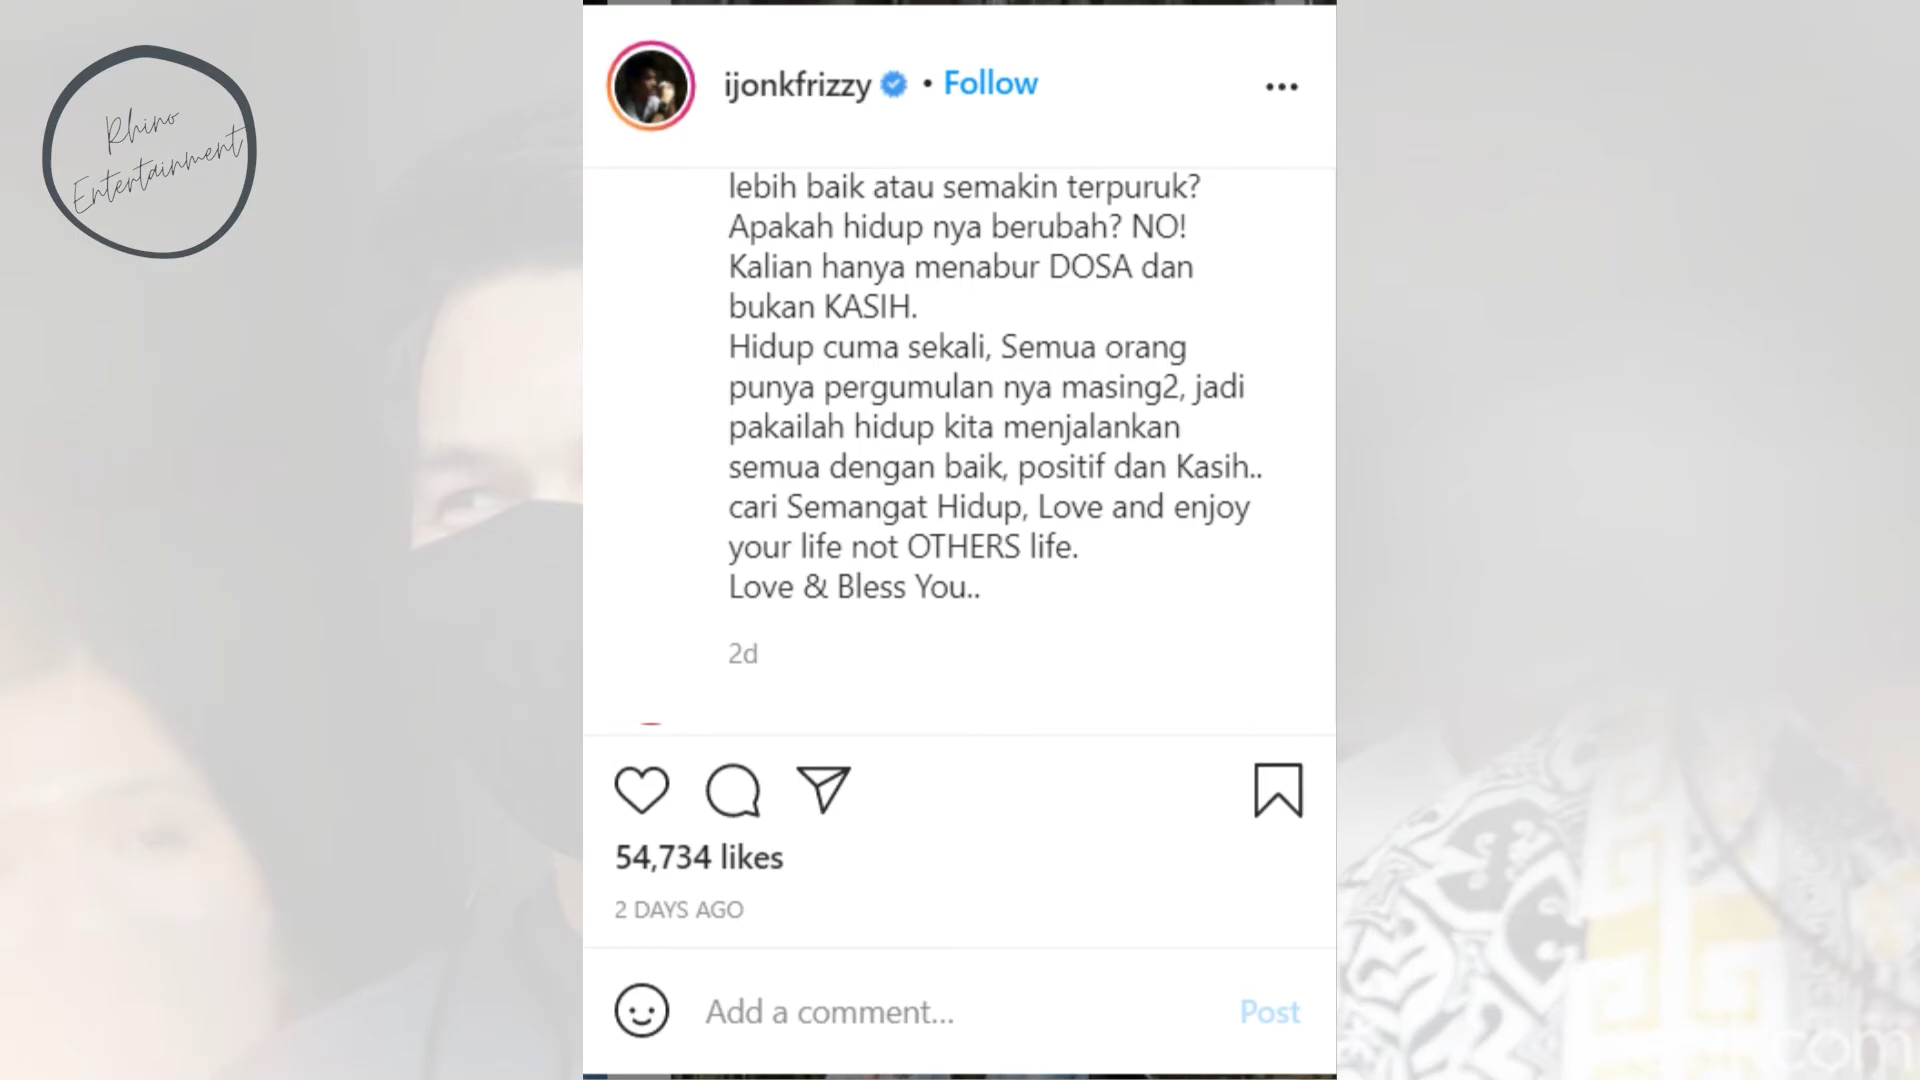 Rhino
Entertainment
ijonkfrizzy • Follow
lebih baik atau semakin terpuruk?
Apakah hidup nya berubah? NO!
Kalian hanya menabur DOSA dan
bukan KASIH.
Hidup cuma sekali, Semua orang
punya pergumulan nya masing2, jadi
pakailah hidup kita menjalankan
semua dengan baik, positif dan Kasih..
cari Semangat Hidup, Love and enjoy
your life not OTHERS life.
Love & Bless You..
2d
54,734 likes
2 DAYS AGO
Add a comment...
Post
com